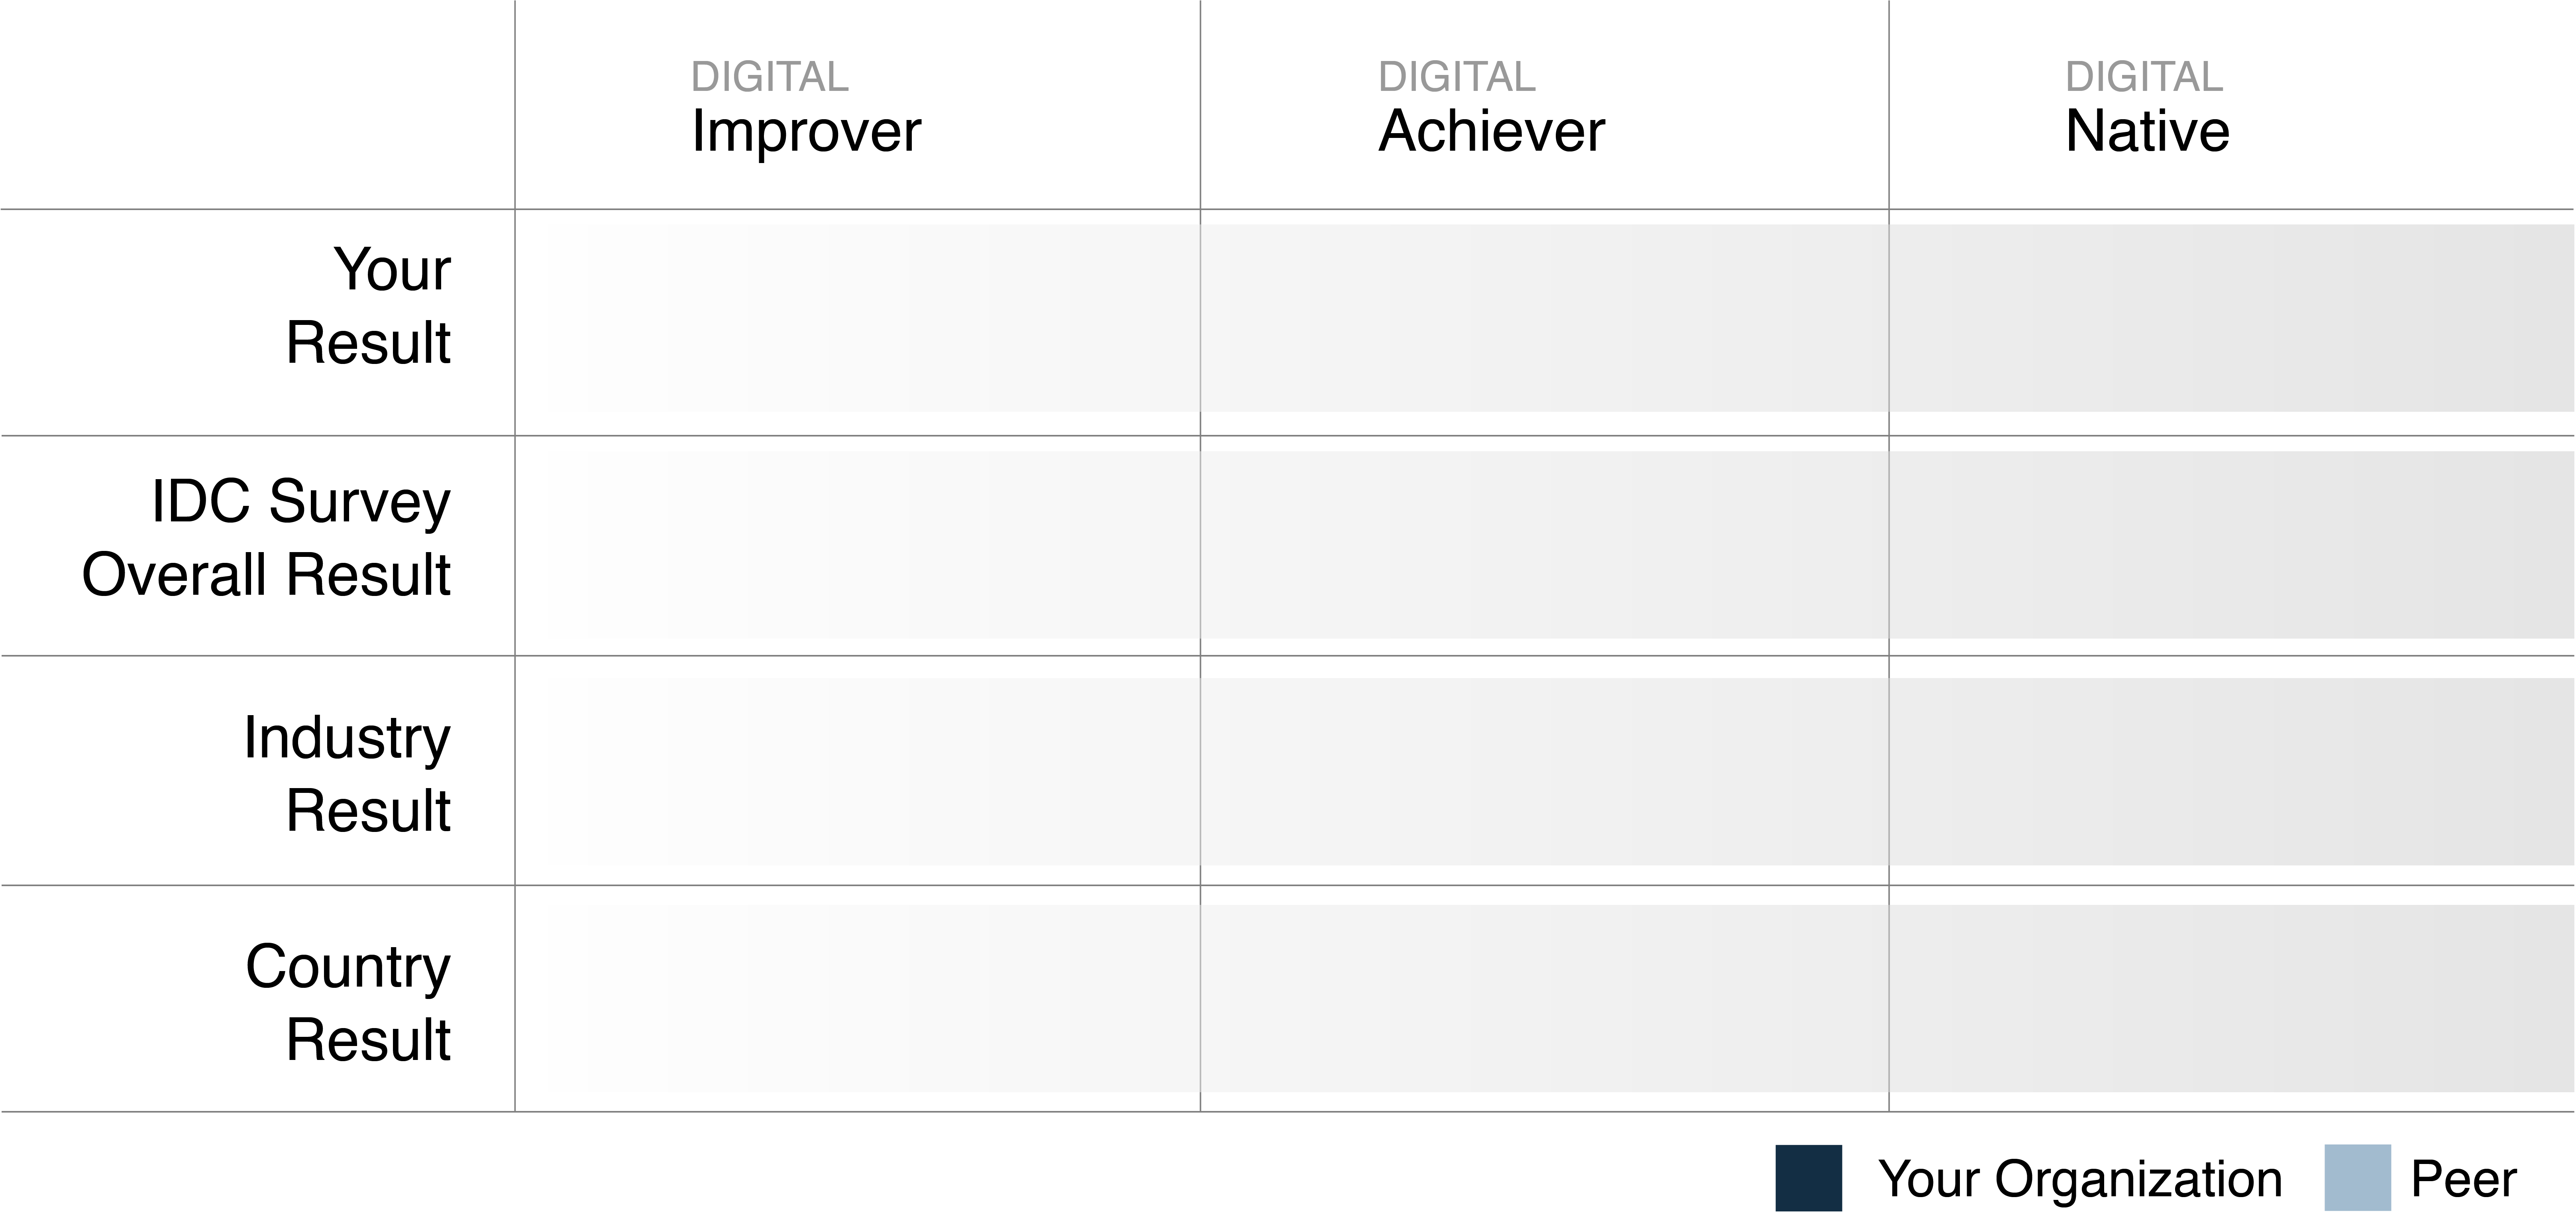 DIGITAL
Improver
DIGITAL
Achiever
DIGITAL
Native
Your
Result
IDC Survey
Overall Result
Industry
Result
Country
Result
Your Organization
Peer